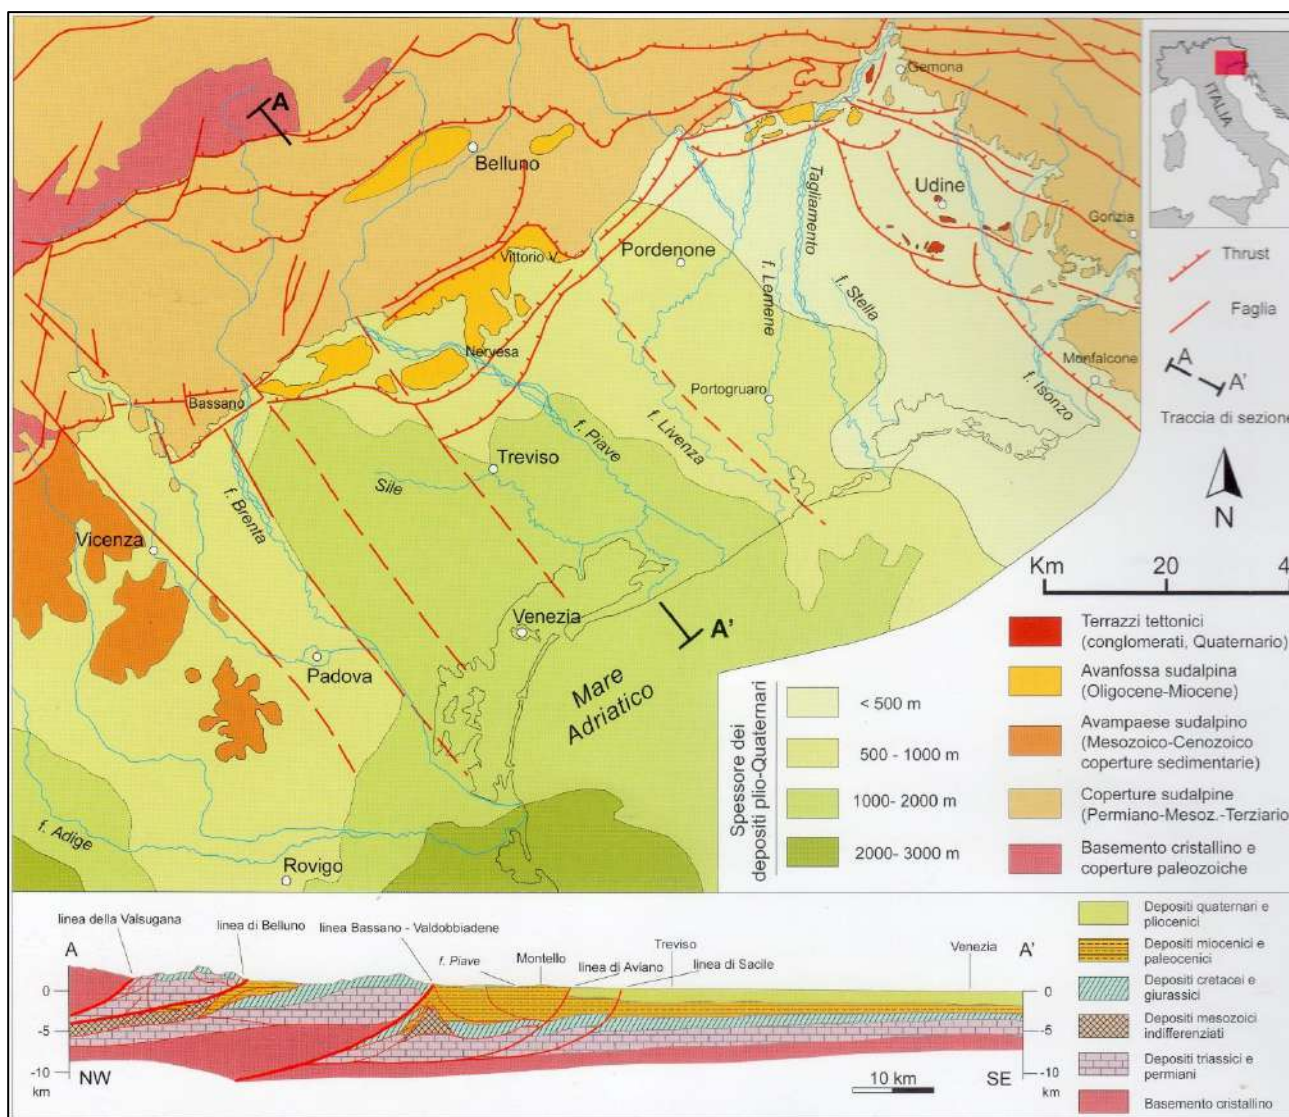 A
Gemona
ITALIA
Belluno
Tagliamento
Udine
Gorizia
Thrust
Vittorio V.
Pordenone
f. Lemene
f. Stella
Faglia
Nervesa
Monfalcone
A
A'
Bassano
Portogruaro
f. Isonzo
Traccia di sezione
f. Piave
f. Livenza
Treviso
Sile
N
f. Brenta
Vicenza
Km
20
4
Venezia
A'
Terrazzi tettonici
(conglomerati, Quaternario)
Padova
Mare
Adriatico
Avanfossa sudalpina
(Oligocene-Miocene)
Spessore dei
depositi plio-Quaternari
< 500 m
500 - 1000 m
1000- 2000 m
2000- 3000 m
Avampaese sudalpino
(Mesozoico-Cenozoico
coperture sedimentarie)
Coperture sudalpine
(Permiano-Mesoz.-Terziario
f. Adige
Rovigo
Basemento cristallino e
coperture paleozoiche
linea della Valsugana
linea di Belluno
linea Bassano - Valdobbiadene
f. Piave
Montello
linea di Aviano
Treviso
linea di Sacile
Venezia
A
A'
0
-5
-10
km
NW
0
-5
-10
km
SE
10 km
Depositi quaternari e
pliocenici
Depositi miocenici e
paleocenici
Depositi cretacei e
giurassici
Depositi mesozoici
indifferenziati
Depositi triassici e
permiani
Basemento cristallino